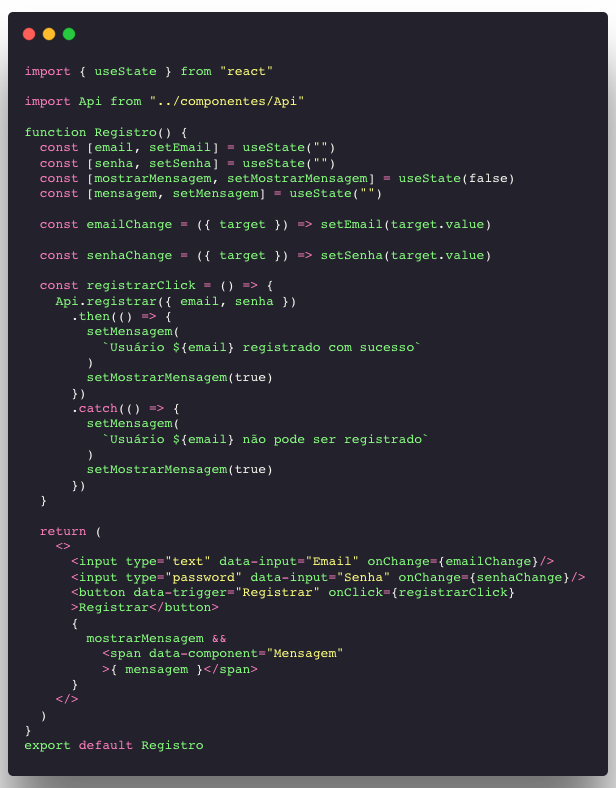 import { useState } from "react"

import Api from "../componentes/Api"

function Registro() {
  const [email, setEmail] = useState("")
  const [senha, setSenha] = useState("")
  const [mostrarMensagem, setMostrarMensagem] = useState(false)
  const [mensagem, setMensagem] = useState("")

  const emailChange = ({ target }) => setEmail(target.value)

  const senhaChange = ({ target }) => setSenha(target.value)

  const registrarClick = () => {
    Api.registrar({ email, senha })
      .then(() => {
        setMensagem(
          `Usuário ${email} registrado com sucesso`
        )
        setMostrarMensagem(true)
      })
      .catch(() => {
        setMensagem(
          `Usuário ${email} não pode ser registrado`
        )
        setMostrarMensagem(true)
      })
  }

  return (
    <>
      <input type="text" data-input="Email" onChange={emailChange}/>
      <input type="password" data-input="Senha" onChange={senhaChange}/>
      <button data-trigger="Registrar" onClick={registrarClick}
      >Registrar</button>
      {
        mostrarMensagem &&
          <span data-component="Mensagem"
          >{ mensagem }</span>
      }
    </>
  )
}
export default Registro